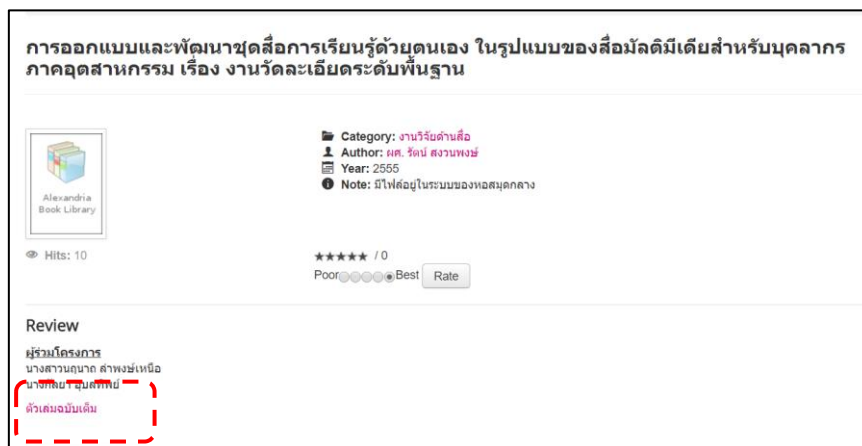 การออกแบบและพัฒนาชุดสื่อการเรียนรู้ด้วยตนเอง ในรูปแบบของสื่อมัลติมีเดียสำหรับบุคลากร
ภาคอุตสาหกรรม เรื่อง งานวัดละเอียดระดับพื้นฐาน
Alexandria
Book Library
Category: งานวิจัยด้านสื่อ
Author: ผศ. รัตน์ สงวนพงษ์
Year: 2555
Note: มีไฟล์อยู่ในระบบของหอสมุดกลาง
Hits: 10
★★★★★ / 0
Poor Best Rate
Review
ผู้ร่วมโครงการ
นางสาวนฤนาถ ลำพงษ์เหนือ
ตัวเล่มฉบับเต็ม